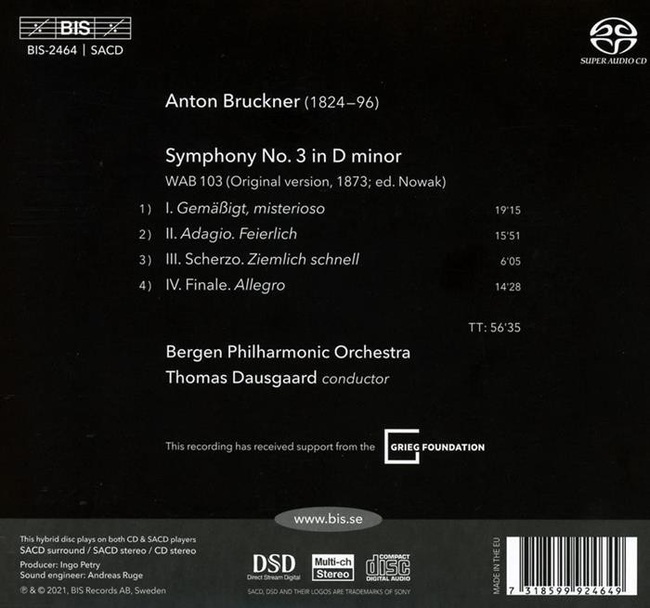 BIS
BIS-2464 | SACD
SUPER AUDIO CD
Anton Bruckner (1824–96)
Symphony No. 3 in D minor
WAB 103 (Original version, 1873; ed. Nowak)
1) I. Gemäßigt, misterioso 19'15
2) II. Adagio. Feierlich 15'51
3) III. Scherzo. Ziemlich schnell 6'05
4) IV. Finale. Allegro 14'28
TT: 56'35
Bergen Philharmonic Orchestra
Thomas Dausgaard conductor
This recording has received support from the GRIEG FOUNDATION
www.bis.se
This hybrid disc plays on both CD & SACD players
SACD surround / SACD stereo / CD stereo
Producer: Ingo Petry
Sound engineer: Andreas Ruge
℗ & © 2021, BIS Records AB, Sweden
DSD
Direct Stream Digital
Multi-ch
Stereo
COMPACT
disc
DIGITAL AUDIO
SACD, DSD AND THEIR LOGOS ARE TRADEMARKS OF SONY
MADE IN THE EU
7 318599 924649